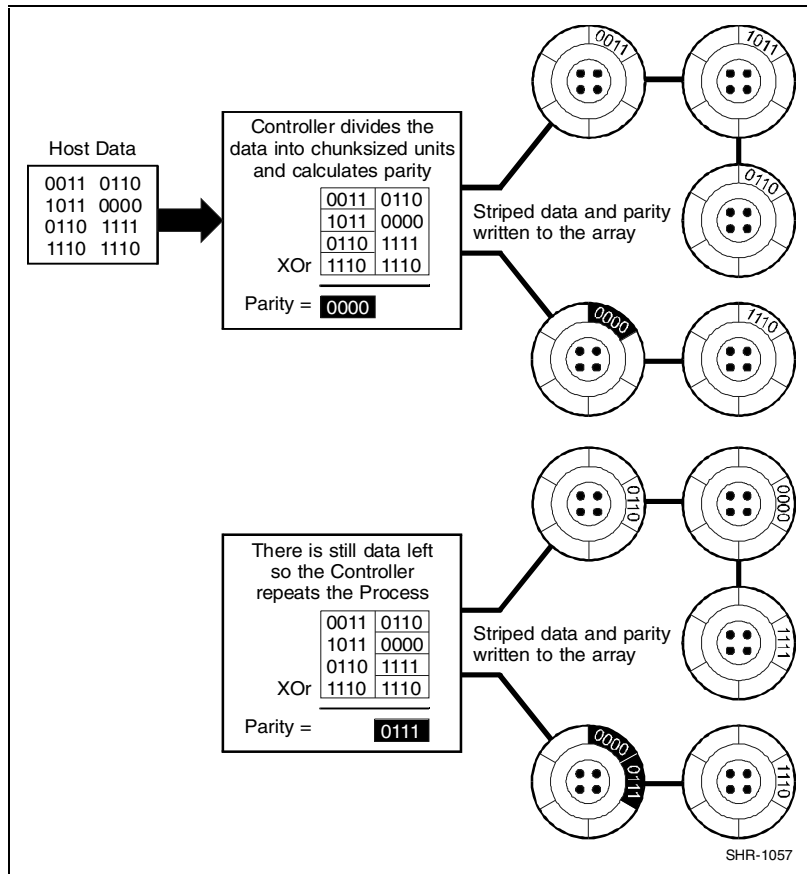 0011
1011
Controller divides the
data into chunksized units
and calculates parity
Host Data
0011 0110
1011 0000
0110 1111
1110 1110
0011 0110
1011 0000
0110 1111
XOr 1110 1110
Parity = 0000
0110
Striped data and parity
written to the array
0000
1110
0110
0000
There is still data left
so the Controller
repeats the Process
0011 0110
1011 0000
0110 1111
XOr 1110 1110
Parity = 0111
Striped data and parity
written to the array
1111
0000 0111
1110
SHR-1057